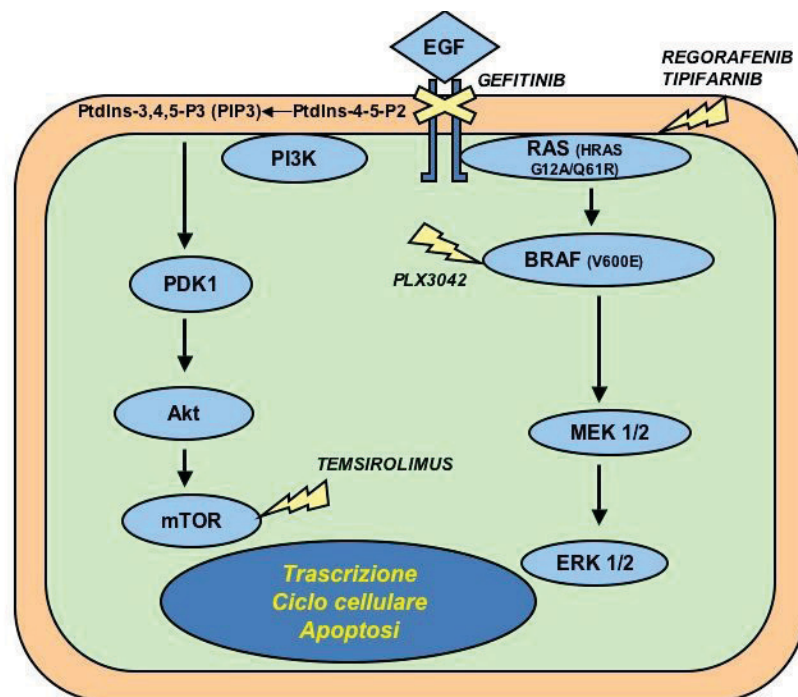 EGF
REGORAFENIB
TIPIFARNIB
GEFITINIB
PtdIns-3,4,5-P3 (PIP3)
PtdIns-4-5-P2
PI3K
RAS (HRAS
G12A/Q61R)
BRAF (V600E)
PLX3042
PDK1
Akt
MEK 1/2
TEMSIROLIMUS
mTOR
ERK 1/2
Trascrizione
Ciclo cellulare
Apoptosi